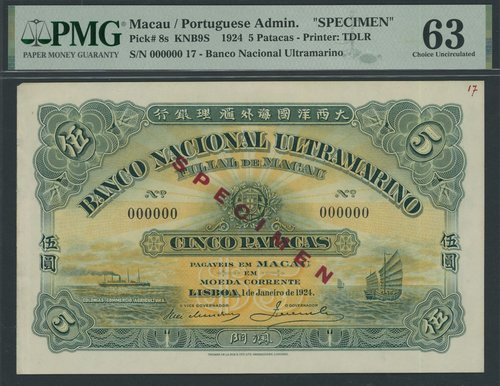 PMG
PAPER MONEY GUARANTY
Macau / Portuguese Admin. "SPECIMEN"
Pick# 8s KNB9S 1924 5 Patacas - Printer: TDLR
S/N 000000 17 - Banco Nacional Ultramarino
63
Choice Uncirculated
17
行銀理滙外海國洋西大
伍
5
BANCO NACIONAL ULTRAMARINO
FILIAL DE MACAU
Nº
Nº
000000
000000
SPECIMEN
CINCO PATACAS
伍圓
伍圓
PAGAVEIS EM MACAU
EM
MOEDA CORRENTE
LISBOA, 1 de Janeiro de 1924.
COLONIAS, COMMERCIO, AGRICULTURA
O VICE GOVERNADOR
O GOVERNADOR
5
伍